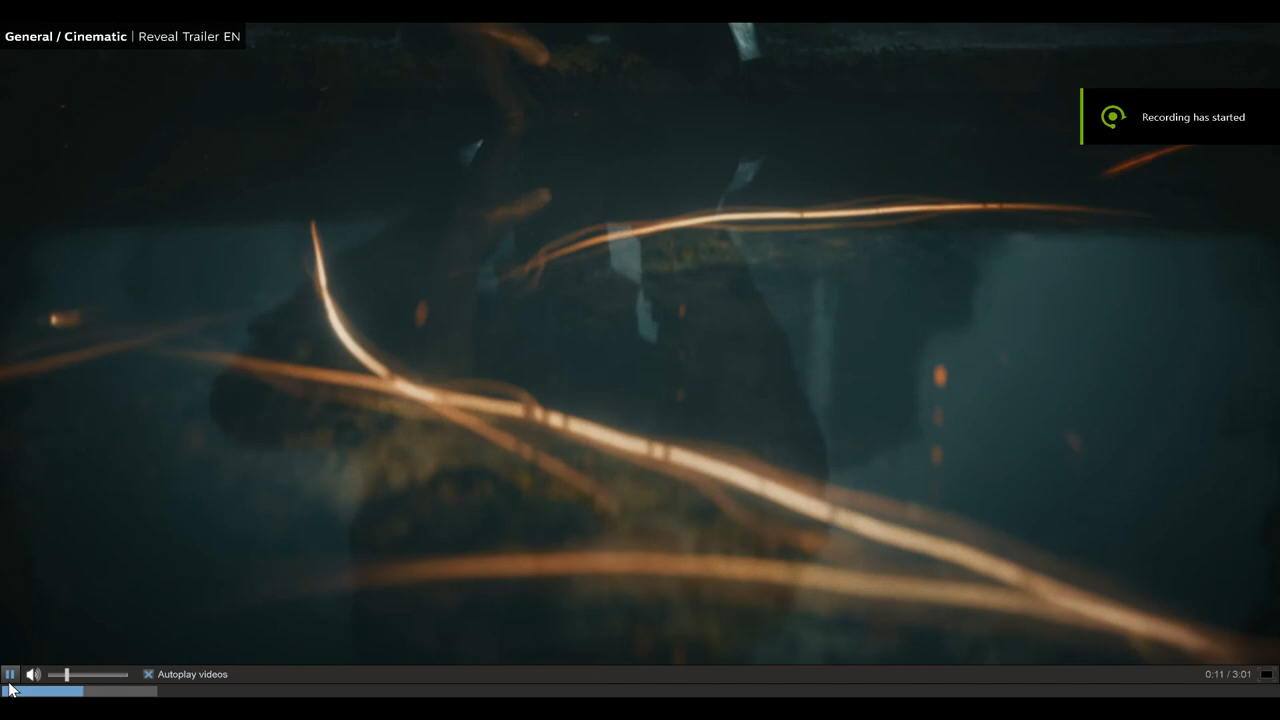 General / Cinematic | Reveal Trailer EN
Recording has started
Autoplay videos
0:11 / 3:01